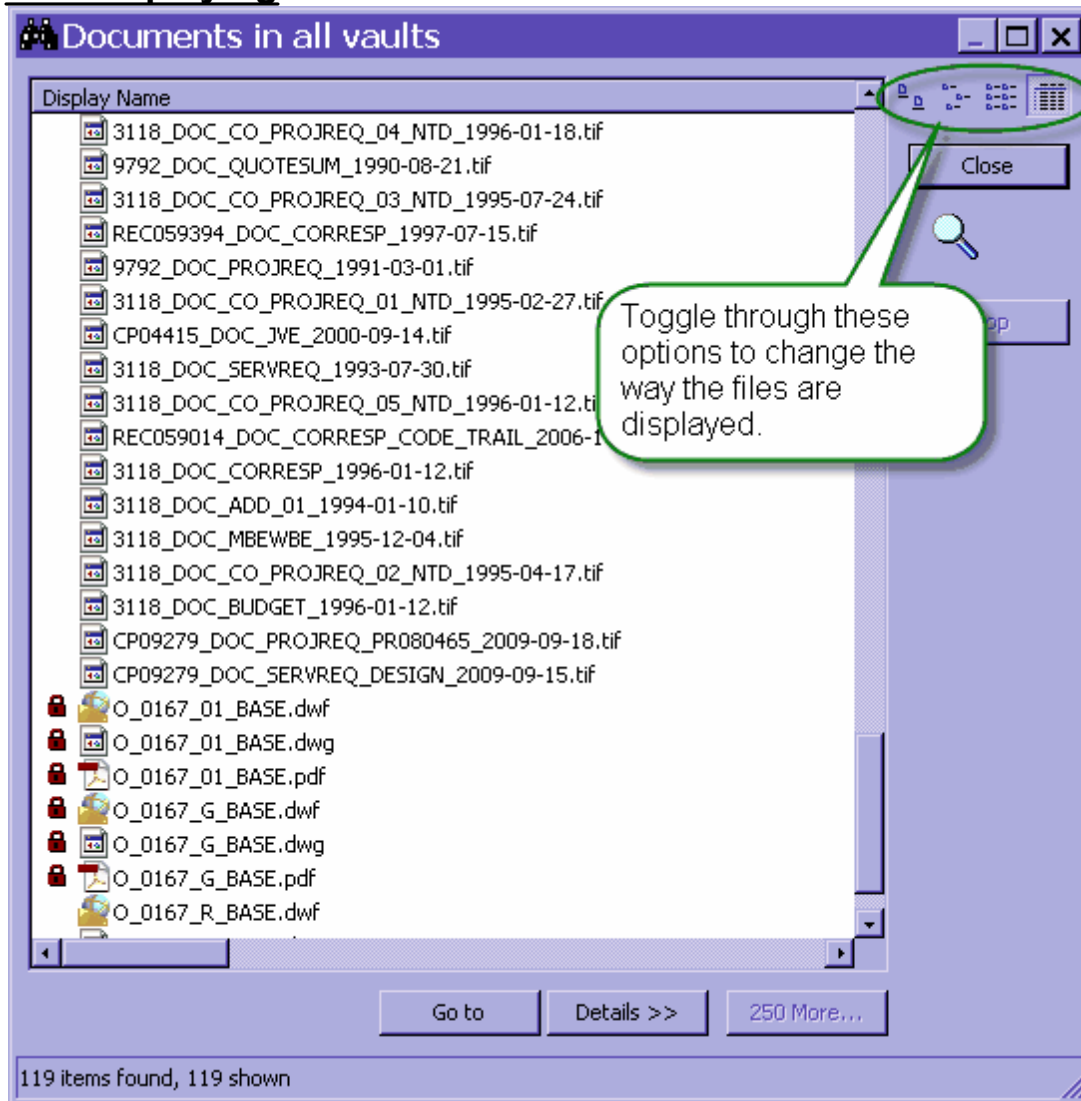 Documents in all vaults
Display Name
3118_DOC_CO_PROJREQ_04_NTD_1996-01-18.tif
9792_DOC_QUOTESUM_1990-08-21.tif
3118_DOC_CO_PROJREQ_03_NTD_1995-07-24.tif
REC059394_DOC_CORRESP_1997-07-15.tif
9792_DOC_PROJREQ_1991-03-01.tif
3118_DOC_CO_PROJREQ_01_NTD_1995-02-27.tif
CP04415_DOC_JVE_2000-09-14.tif
3118_DOC_SERVREQ_1993-07-30.tif
3118_DOC_CO_PROJREQ_05_NTD_1996-01-12.ti
REC059014_DOC_CORRESP_CODE_TRAIL_2006-1
3118_DOC_CORRESP_1996-01-12.tif
3118_DOC_ADD_01_1994-01-10.tif
3118_DOC_MBEWBE_1995-12-04.tif
3118_DOC_CO_PROJREQ_02_NTD_1995-04-17.tif
3118_DOC_BUDGET_1996-01-12.tif
CP09279_DOC_PROJREQ_PR080465_2009-09-18.tif
CP09279_DOC_SERVREQ_DESIGN_2009-09-15.tif
O_0167_01_BASE.dwf
O_0167_01_BASE.dwg
O_0167_01_BASE.pdf
O_0167_G_BASE.dwf
O_0167_G_BASE.dwg
O_0167_G_BASE.pdf
O_0167_R_BASE.dwf
Close
Toggle through these
options to change the
way the files are
displayed.
Go to
Details >>
250 More...
119 items found, 119 shown